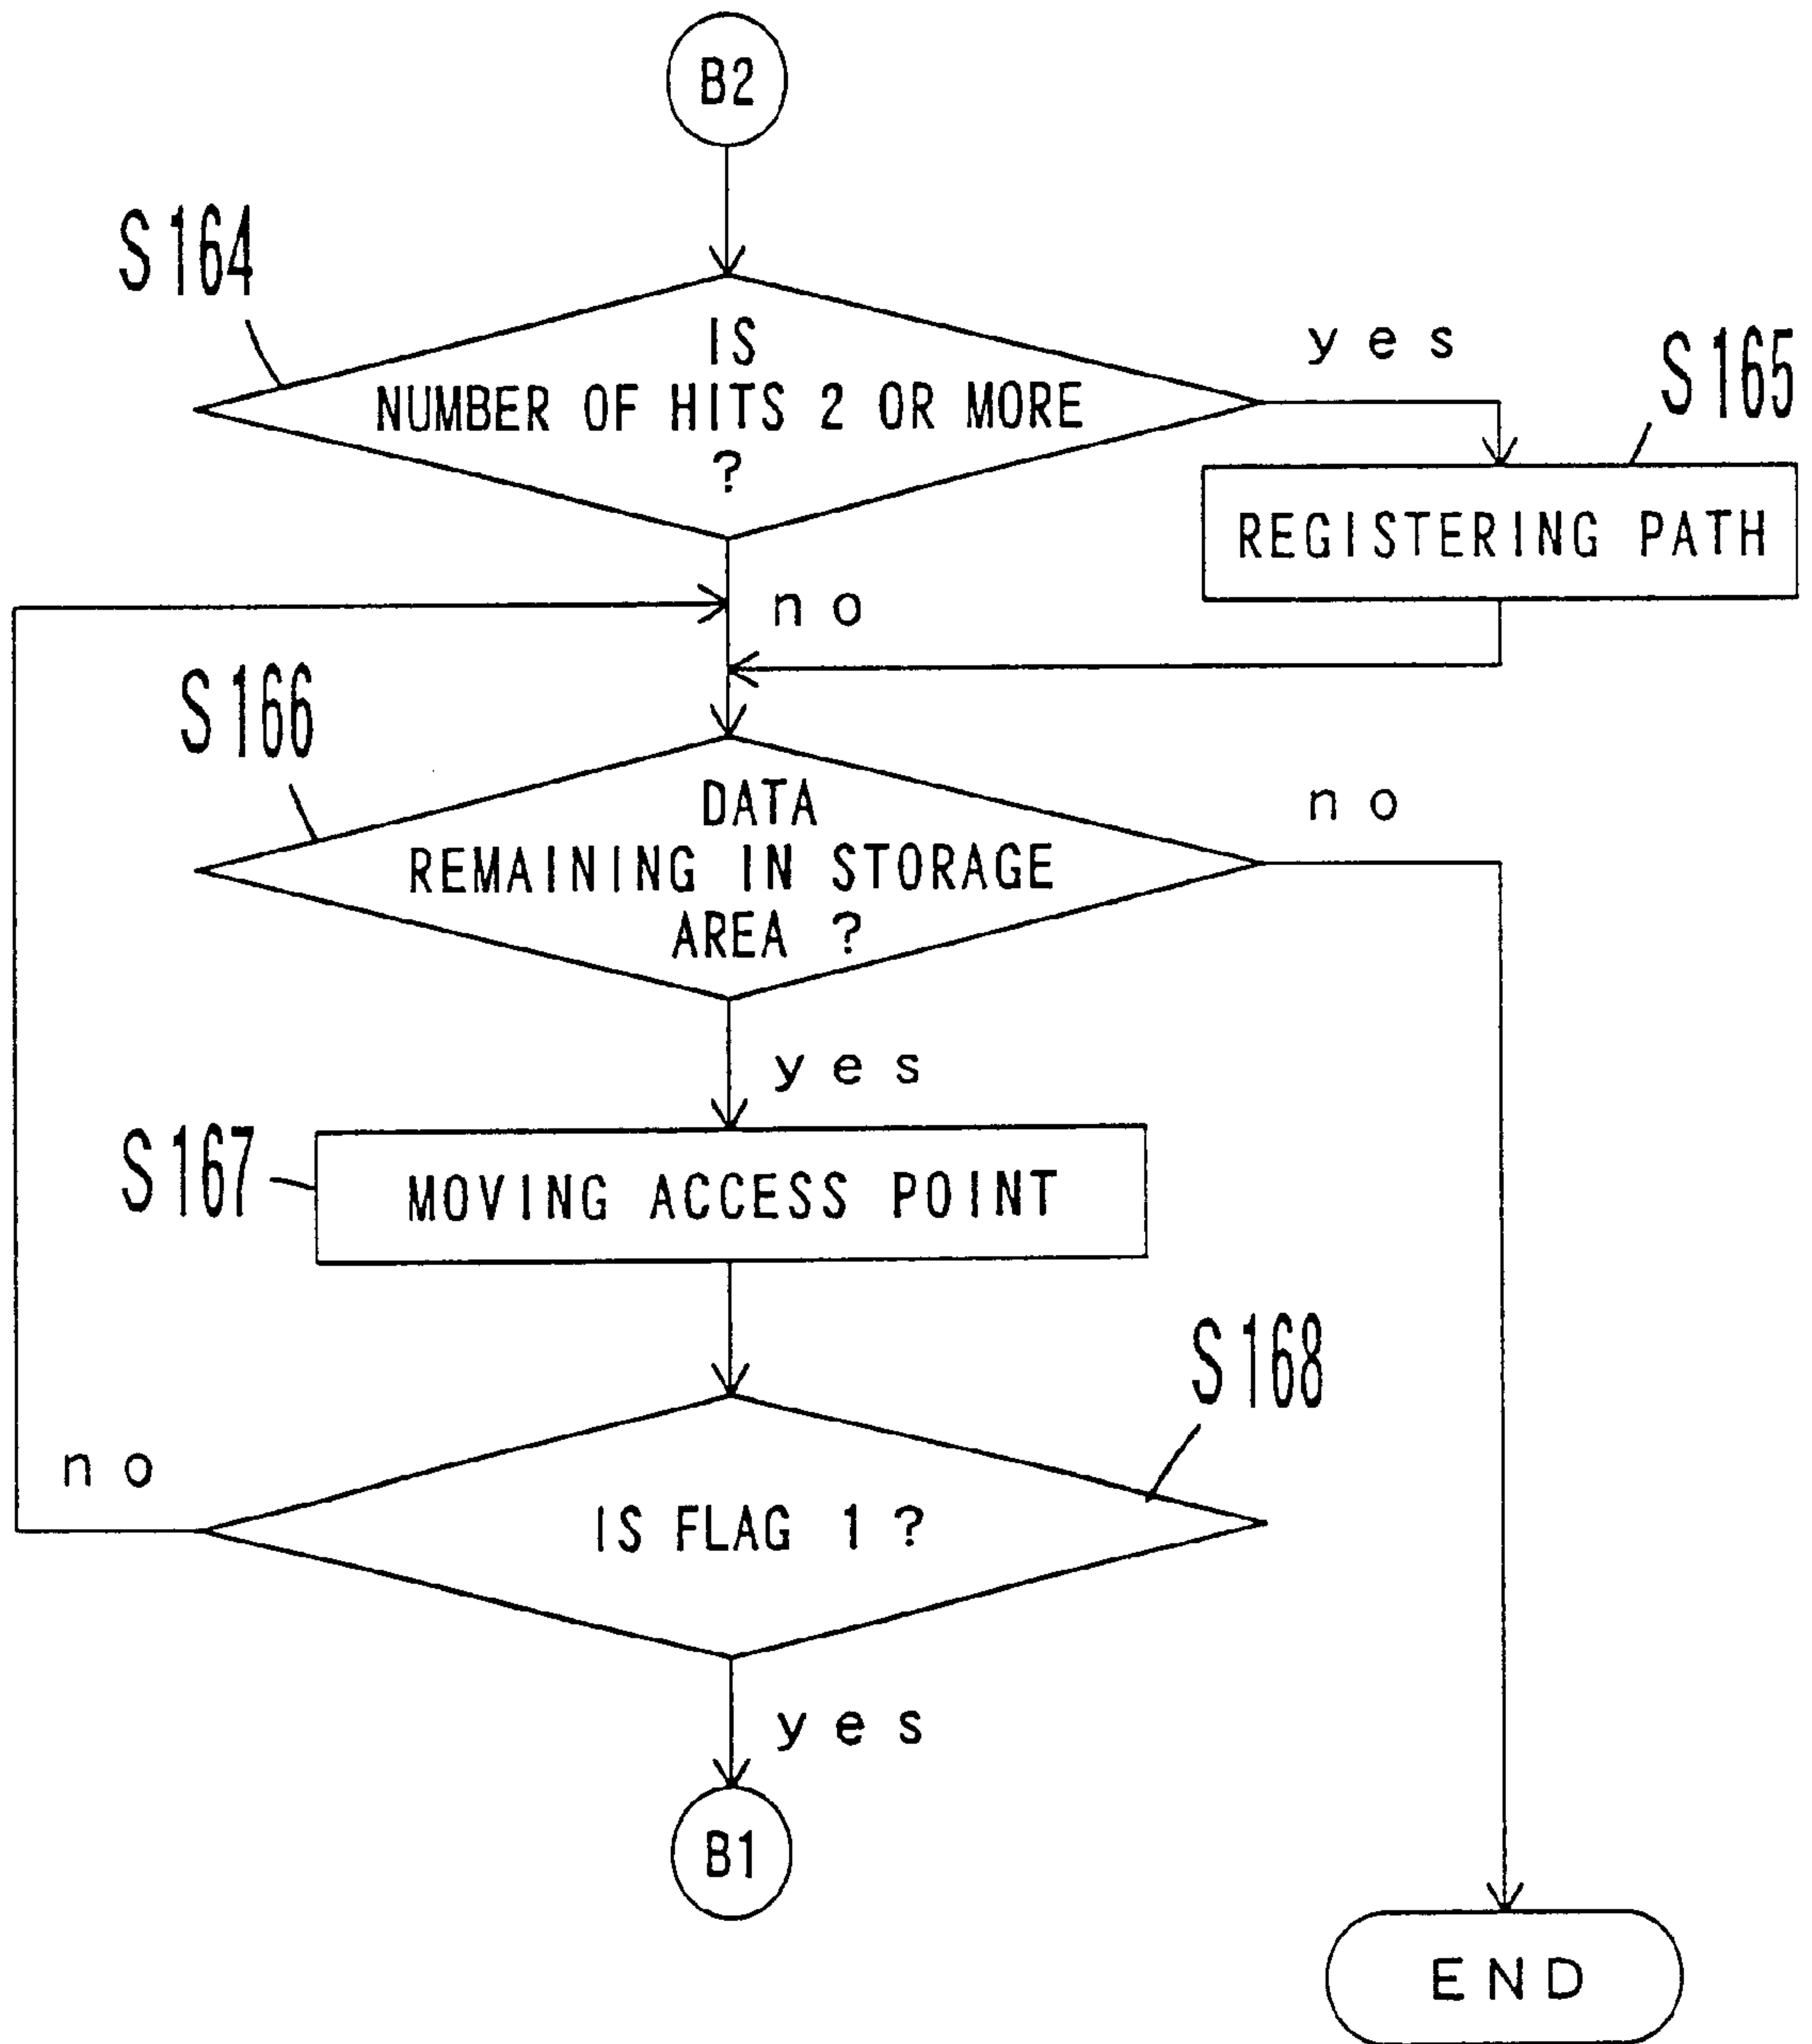 B2
S164
IS
NUMBER OF HITS 2 OR MORE
?
yes
S165
REGISTERING PATH
no
S166
DATA
REMAINING IN STORAGE
AREA ?
no
yes
S167
MOVING ACCESS POINT
S168
no
IS FLAG 1 ?
yes
B1
END